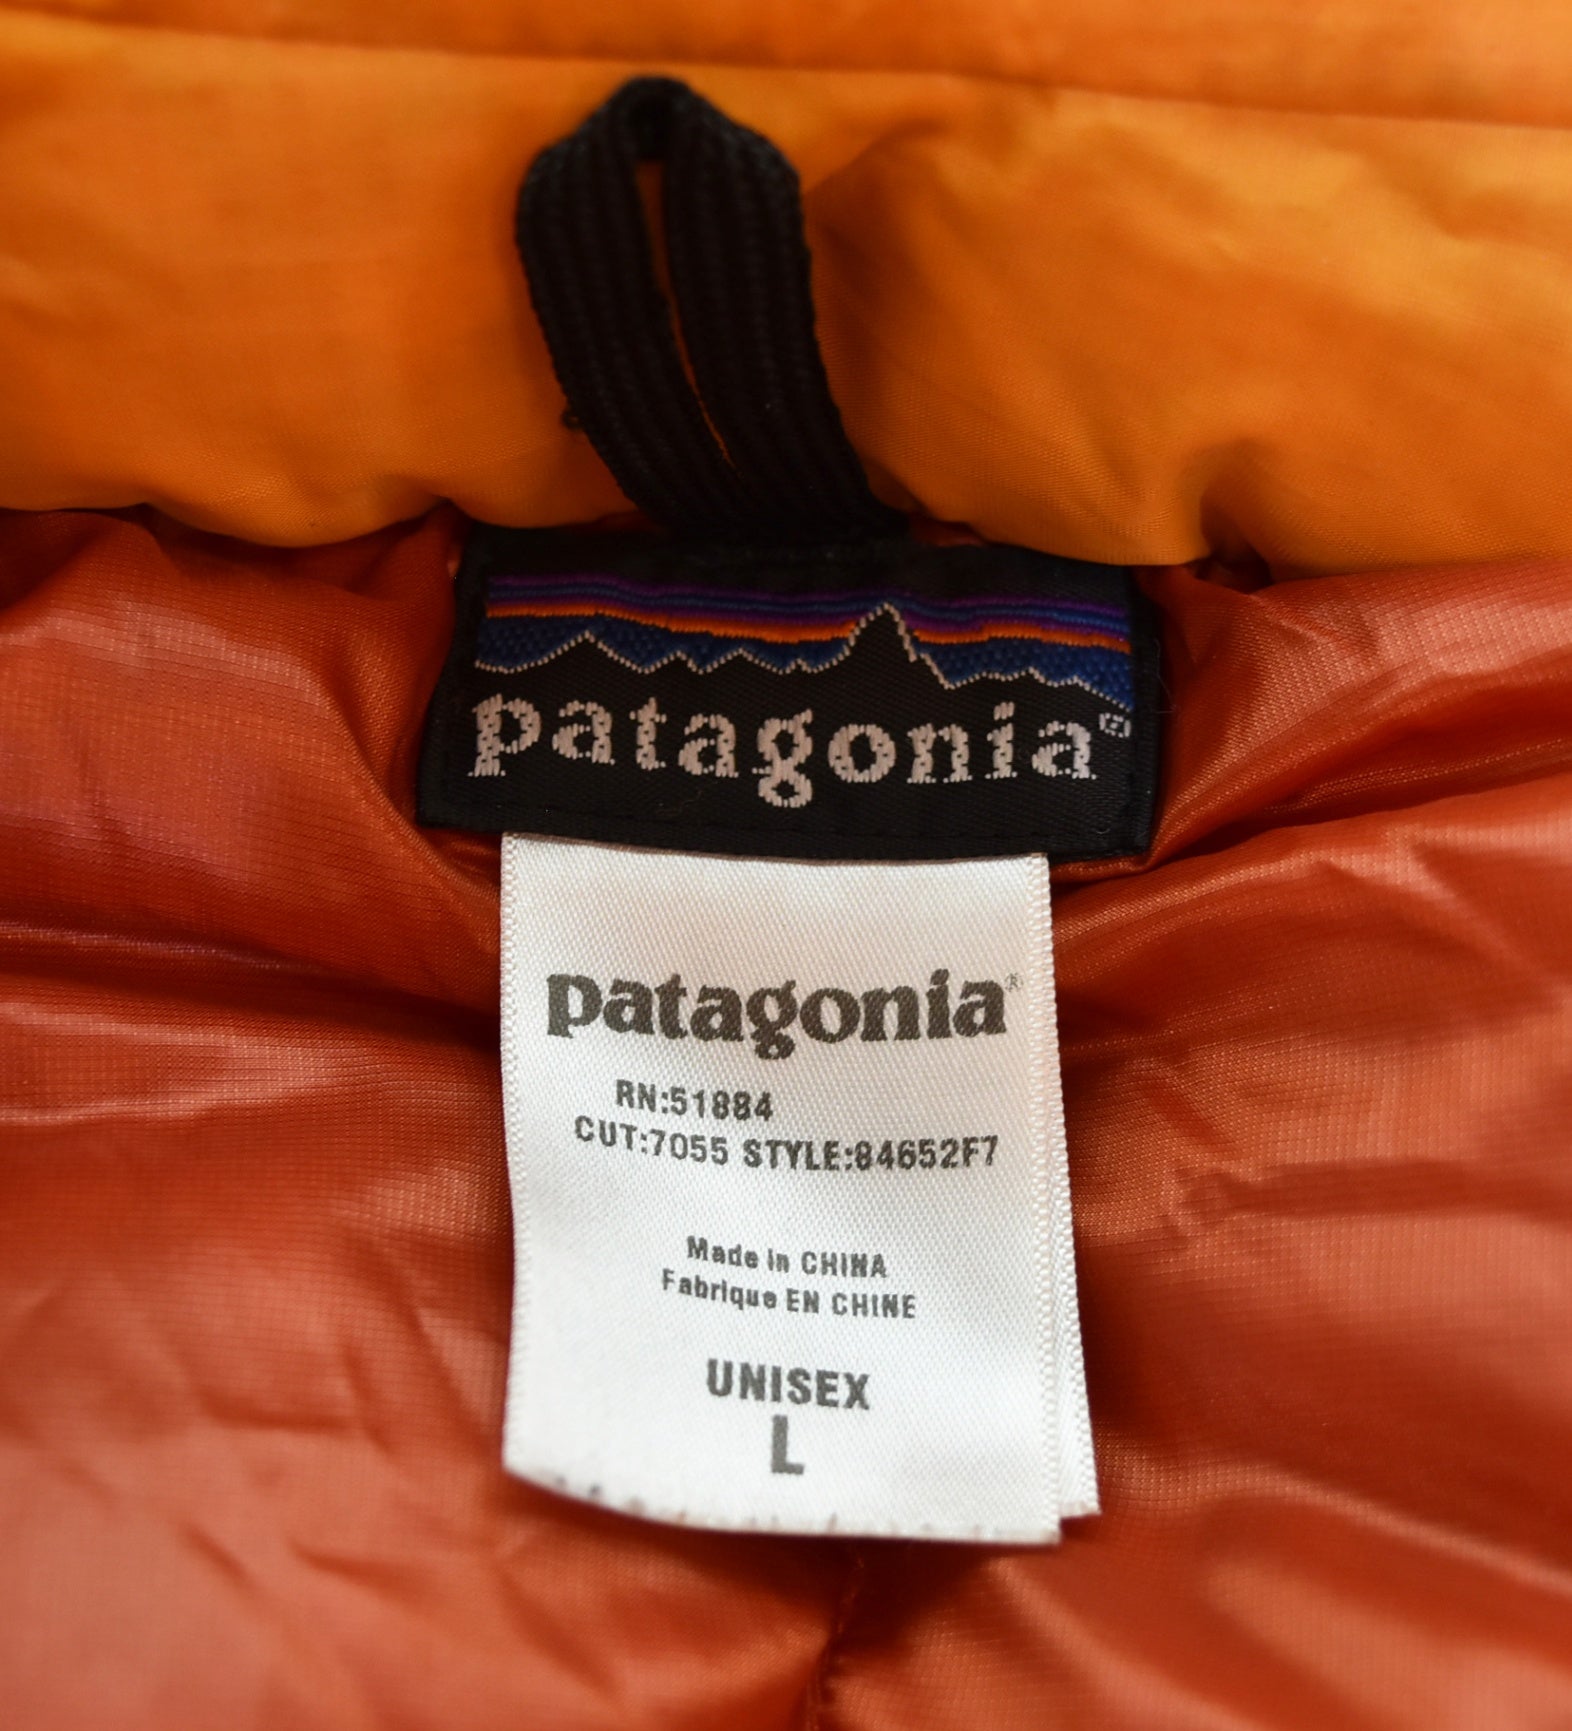 patagonia®
patagonia®
RN:51884
CUT:7055 STYLE:84652F7
Made in CHINA
Fabrique EN CHINE
UNISEX
L